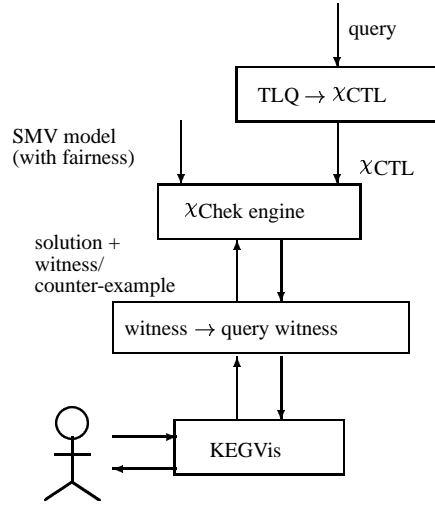 query
TLQ → χCTL
SMV model
(with fairness)
χCTL
χChek engine
solution +
witness/
counter-example
witness → query witness
KEGVis